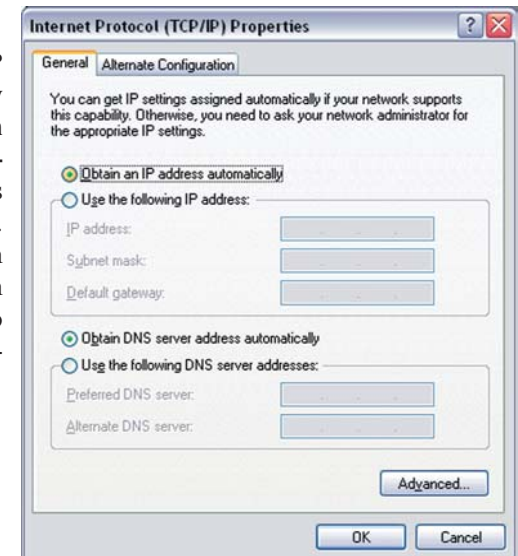 Internet Protocol (TCP/IP) Properties
General
Alternate Configuration
You can get IP settings assigned automatically if your network supports
this capability. Otherwise, you need to ask your network administrator for
the appropriate IP settings.
Obtain an IP address automatically
Use the following IP address:
IP address:
Subnet mask:
Default gateway:
Obtain DNS server address automatically
Use the following DNS server addresses:
Preferred DNS server:
Alternate DNS server:
Advanced...
OK
Cancel